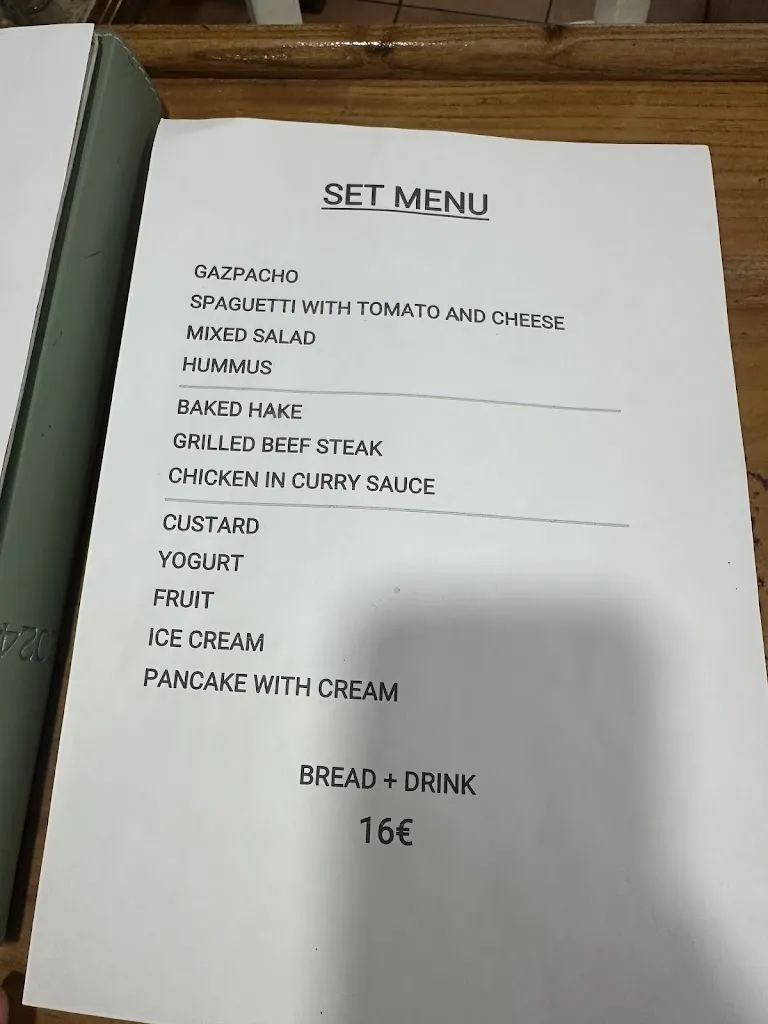 SET MENU
GAZPACHO
SPAGUETTI WITH TOMATO AND CHEESE
MIXED SALAD
HUMMUS
BAKED HAKE
GRILLED BEEF STEAK
CHICKEN IN CURRY SAUCE
CUSTARD
YOGURT
FRUIT
ICE CREAM
PANCAKE WITH CREAM
BREAD + DRINK
16€